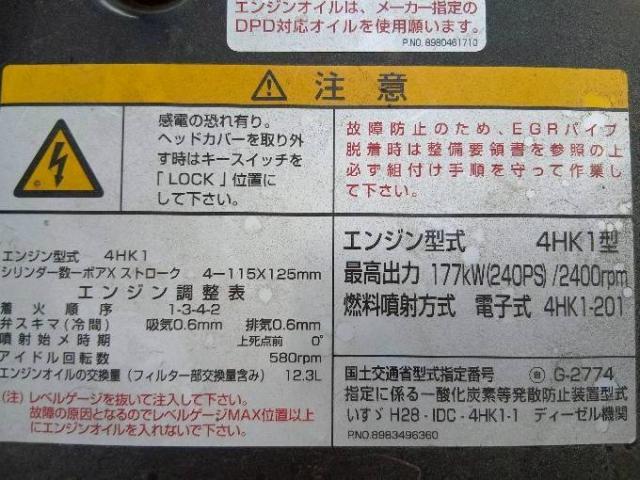 エンジンオイルは、メーカー指定の
DPD対応オイルを使用願います。
P.NO. 8980461710
注意
感電の恐れ有り。
ヘッドカバーを取り外
す時はキースイッチを
「LOCK」位置に
して下さい。
故障防止のため、EGRパイプ
脱着時は整備要領書を参照の上
必ず組付け手順を守って作業し
て下さい。
エンジン型式 4HK1
シリンダー数ーボアX ストローク 4-115X125mm
エンジン調整表
着火順序 1-3-4-2
弁スキマ(冷間) 吸気0.6mm 排気0.6mm
噴射始メ時期 上死点前 0°
アイドル回転数 580rpm
エンジンオイルの交換量(フィルター部交換量含み) 12.3L
(注) レベルゲージを抜いて注入して下さい。
故障の原因となるのでレベルゲージMAX位置以上
にエンジンオイルを入れないで下さい。
エンジン型式 4HK1型
最高出力 177kW(240PS)/2400rpm
燃料噴射方式 電子式 4HK1-201
国土交通省型式指定番号 G-2774
指定に係る一酸化炭素等発散防止装置型式
いすゞ H28-IDC-4HK1-1 ディーゼル機関
P.NO. 8983496360